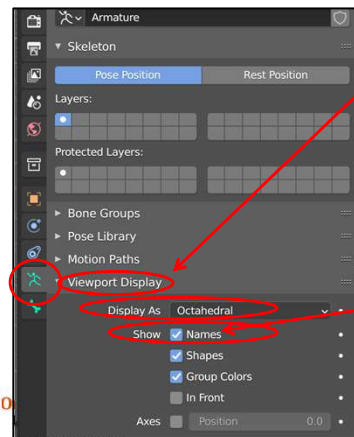 Armature
Skeleton
Pose Position Rest Position
Layers:
Protected Layers:
Bone Groups
Pose Library
Motion Paths
Viewport Display
Display As Octahedral
Show Names
Shapes
Group Colors
In Front
Axes Position 0.0